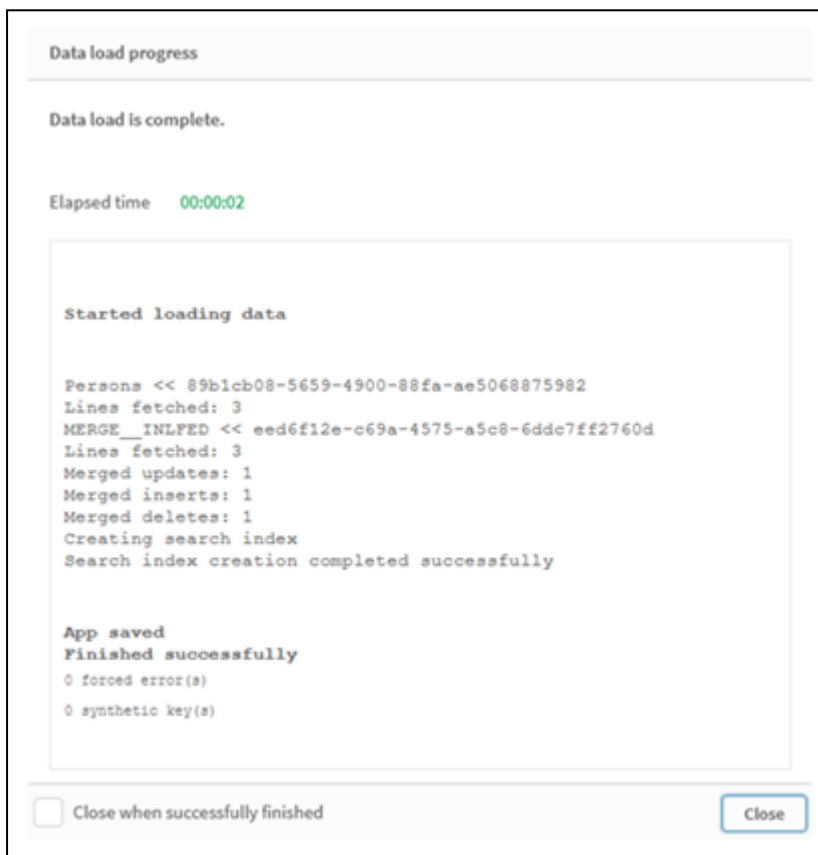 Data load progress
Data load is complete.
Elapsed time 00:00:02
Started loading data
Persons << 89b1cb08-5659-4900-88fa-ae5068875982
Lines fetched: 3
MERGE__INLFED << eed6f12e-c69a-4575-a5c8-6ddc7ff2760d
Lines fetched: 3
Merged updates: 1
Merged inserts: 1
Merged deletes: 1
Creating search index
Search index creation completed successfully
App saved
Finished successfully
0 forced error(s)
0 synthetic key(s)
Close when successfully finished
Close